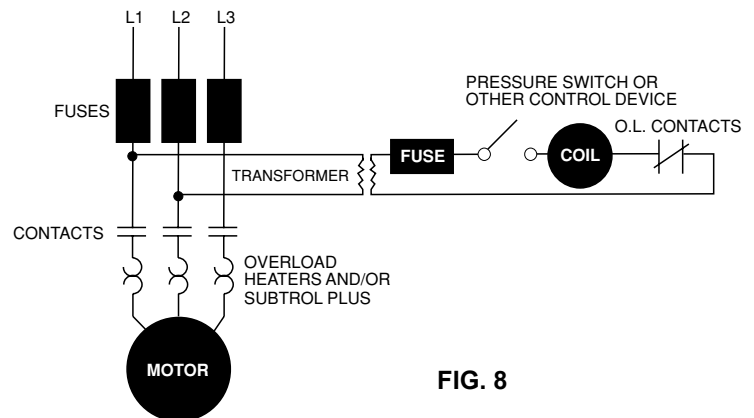 L1 L2 L3
FUSES
PRESSURE SWITCH OR
OTHER CONTROL DEVICE
O.L. CONTACTS
TRANSFORMER
FUSE
COIL
CONTACTS
OVERLOAD
HEATERS AND/OR
SUBTROL PLUS
MOTOR
FIG. 8